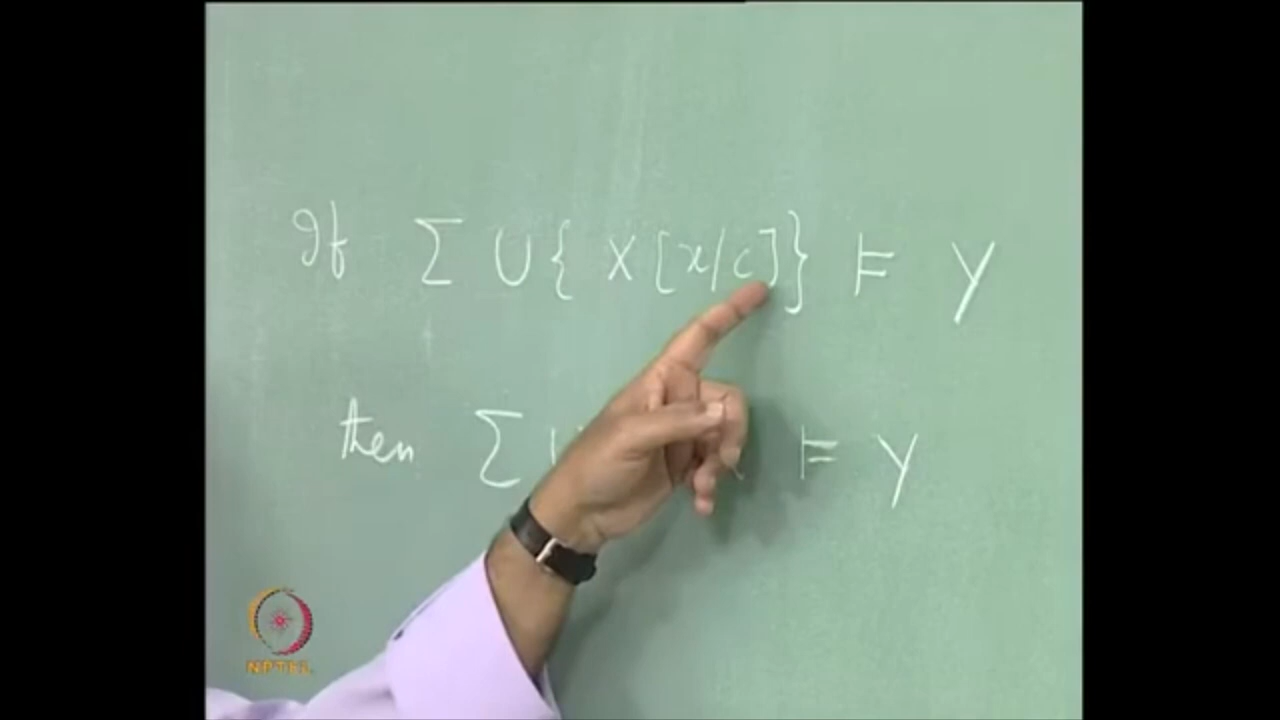 If Σ ∪ { X [x/c] } ⊨ Y
then Σ ⊨ Y
NPTEL